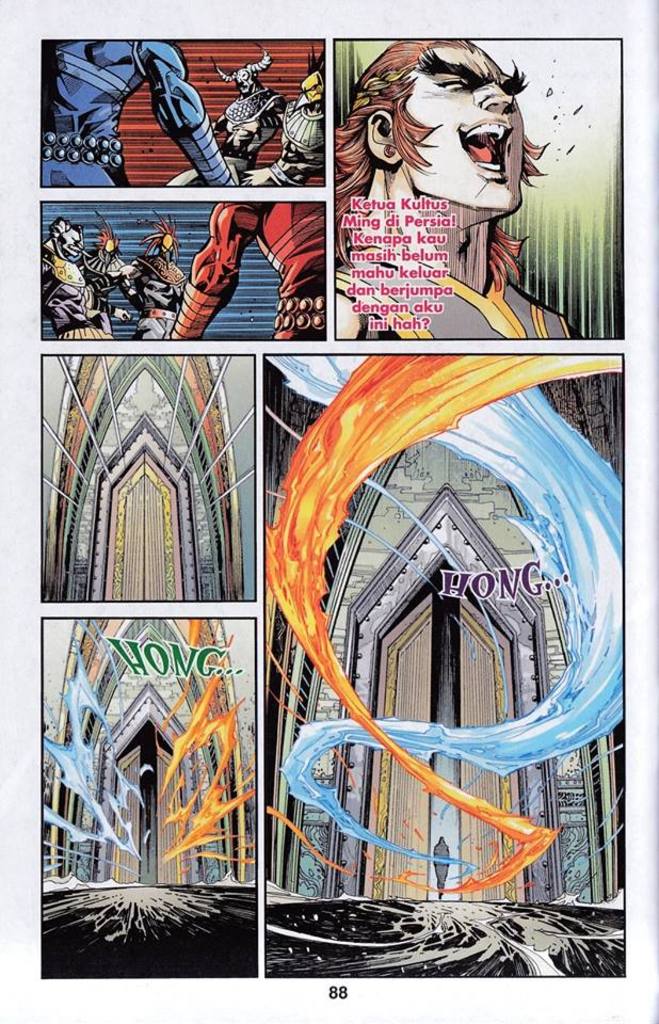 Ketua Kultus
Ming di Persia!
Kenapa kau
masih belum
mahu keluar
dan berjumpa
dengan aku
ini hah?
HONG...
HONG...
88